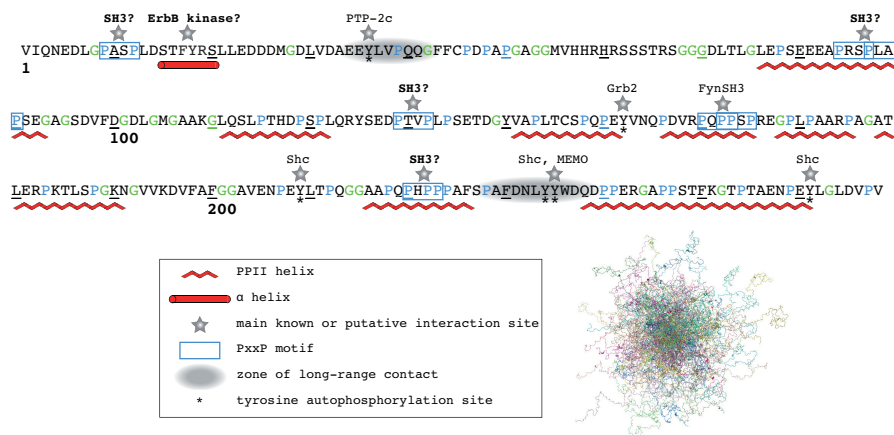 SH3? ErbB kinase? PTP-2c SH3?
VIQNEDLGPASPLDSTFYRSLLEDDDMGDLVDAEEYLVPQQGFFCPDPAPGAGGMVHHRHRSSSTRSGGGDLTLGLEPSEEEAPRSPLA
1
SH3? Grb2 FynSH3
PSEGAGSDVFDGDLGMGAAKGLQSLPTHDPSPLQRYSEDPTVPLPSETDGYVAPLTCSPQPEYVNQPDVRPQPPSPREGPLPAARPAGAT
100
Shc SH3? Shc, MEMO Shc
LERPKTLSPGKNGVVKDVFAFGGAVENPEYLTPQGGAAPQPHPPPAFSPAFDNLYYWDQDPPERGAPPSTFKGTPTAENPEYLGLDVPV
200
* ** *
PPII helix
α helix
main known or putative interaction site
PxxP motif
zone of long-range contact
* tyrosine autophosphorylation site